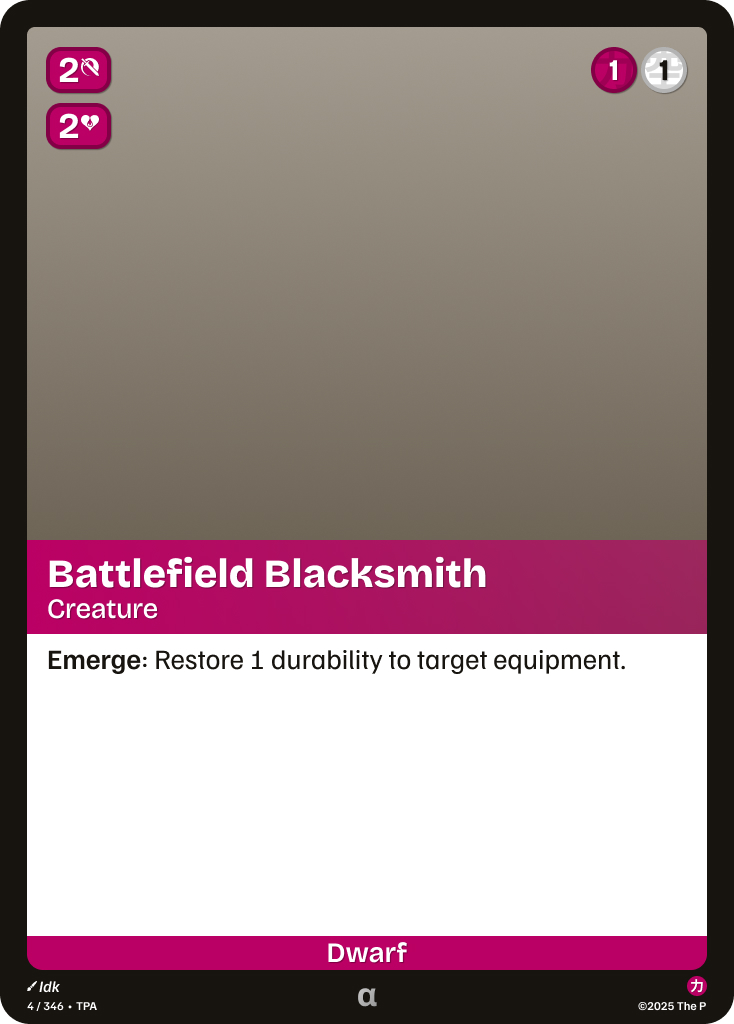 2
1 1
2
Battlefield Blacksmith
Creature
Emerge: Restore 1 durability to target equipment.
Dwarf
Idk
4 / 346 • TPA
α
力
©2025 The P